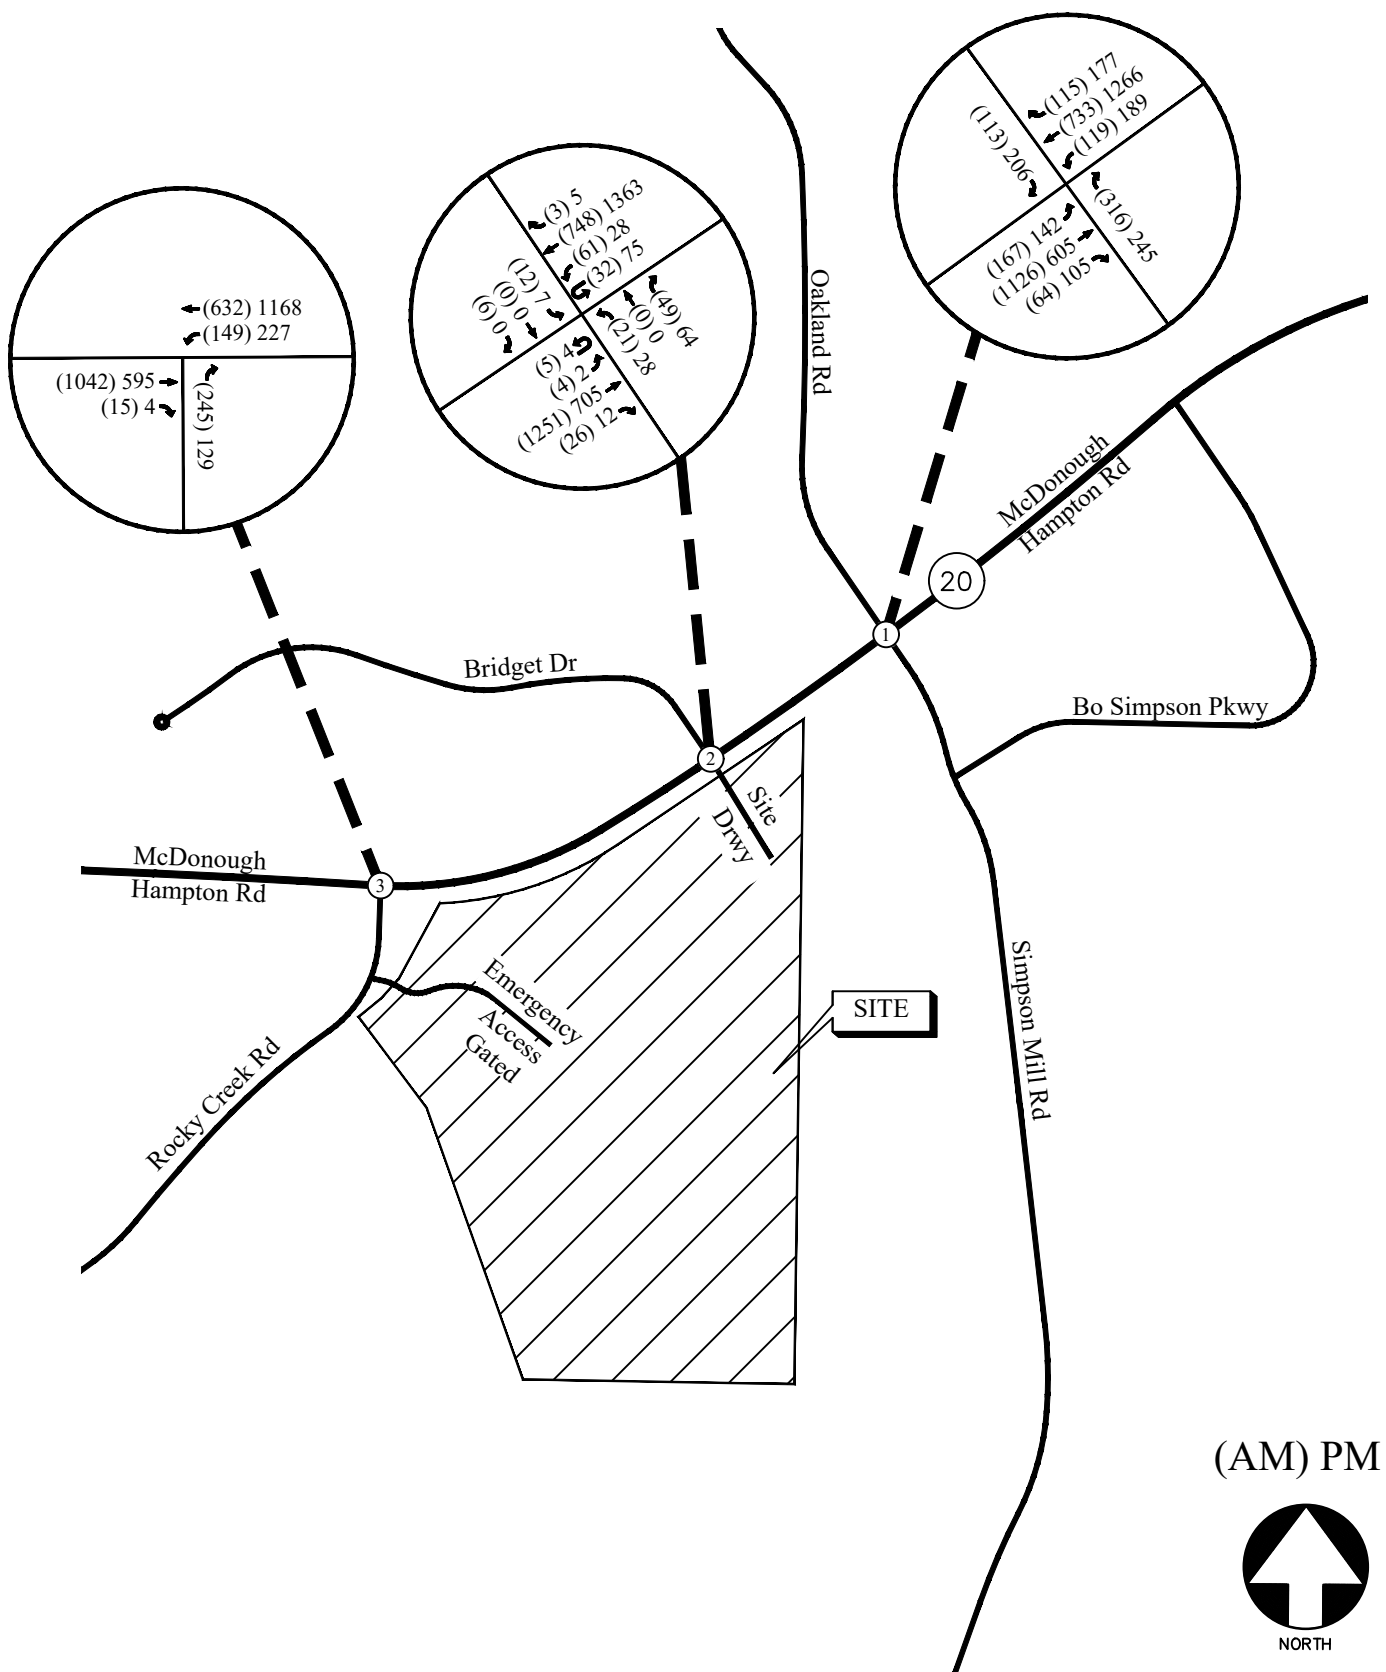 (115) 177
(733) 1266
(119) 189
(113) 206
(316) 245
(167) 142
(1126) 605
(64) 105
(3) 5
(748) 1363
(61) 28
(32) 75
(12) 7
(0) 0
(6) 0
(49) 64
(0) 0
(21) 28
(5) 4
(4) 2
(1251) 705
(26) 12
(632) 1168
(149) 227
(1042) 595
(15) 4
(245) 129
Oakland Rd
McDonough
Hampton Rd
20
1
Bridget Dr
Bo Simpson Pkwy
2
Site
Drwy
McDonough
Hampton Rd
3
Emergency
Access
Gated
SITE
Simpson Mill Rd
Rocky Creek Rd
(AM) PM
NORTH